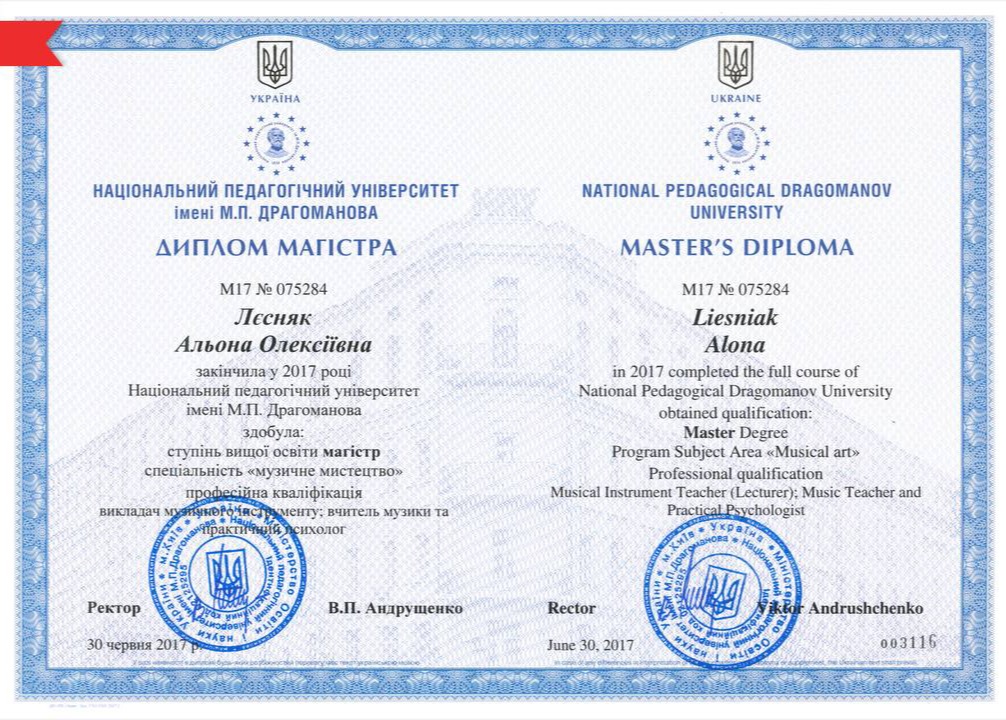 УКРАЇНА
НАЦІОНАЛЬНИЙ ПЕДАГОГІЧНИЙ УНІВЕРСИТЕТ
імені М.П. ДРАГОМАНОВА
ДИПЛОМ МАГІСТРА
М17 № 075284
Лєсняк
Альона Олексіївна
закінчила у 2017 році
Національний педагогічний університет
імені М.П. Драгоманова
здобула:
ступінь вищої освіти магістр
спеціальність «музичне мистецтво»
професійна кваліфікація
викладач музичного інструменту; вчитель музики та
практичний психолог
Ректор В.П. Андрущенко
30 червня 2017 р.
UKRAINE
NATIONAL PEDAGOGICAL DRAGOMANOV
UNIVERSITY
MASTER'S DIPLOMA
М17 № 075284
Liesniak
Alona
in 2017 completed the full course of
National Pedagogical Dragomanov University
obtained qualification:
Master Degree
Program Subject Area «Musical art»
Professional qualification
Musical Instrument Teacher (Lecturer); Music Teacher and
Practical Psychologist
Rector Viktor Andrushchenko
June 30, 2017
003116